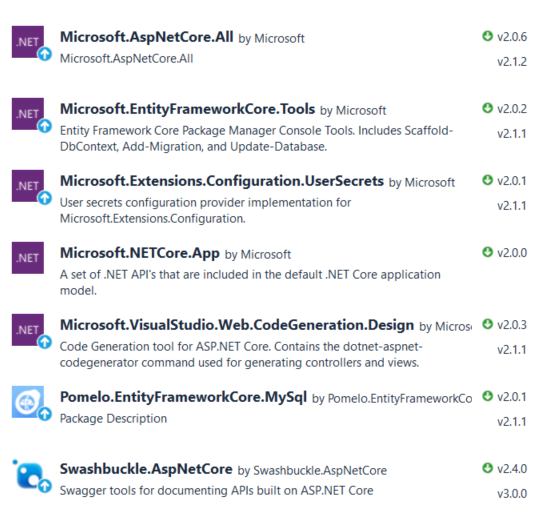 .NET Microsoft.AspNetCore.All by Microsoft v2.0.6
Microsoft.AspNetCore.All v2.1.2
.NET Microsoft.EntityFrameworkCore.Tools by Microsoft v2.0.2
Entity Framework Core Package Manager Console Tools. Includes Scaffold- v2.1.1
DbContext, Add-Migration, and Update-Database.
.NET Microsoft.Extensions.Configuration.UserSecrets by Microsoft v2.0.1
User secrets configuration provider implementation for v2.1.1
Microsoft.Extensions.Configuration.
.NET Microsoft.NETCore.App by Microsoft v2.0.0
A set of .NET API's that are included in the default .NET Core application
model.
.NET Microsoft.VisualStudio.Web.CodeGeneration.Design by Micros v2.0.3
Code Generation tool for ASP.NET Core. Contains the dotnet-aspnet- v2.1.1
codegenerator command used for generating controllers and views.
Pomelo.EntityFrameworkCore.MySql by Pomelo.EntityFrameworkCo v2.0.1
Package Description v2.1.1
Swashbuckle.AspNetCore by Swashbuckle.AspNetCore v2.4.0
Swagger tools for documenting APIs built on ASP.NET Core v3.0.0